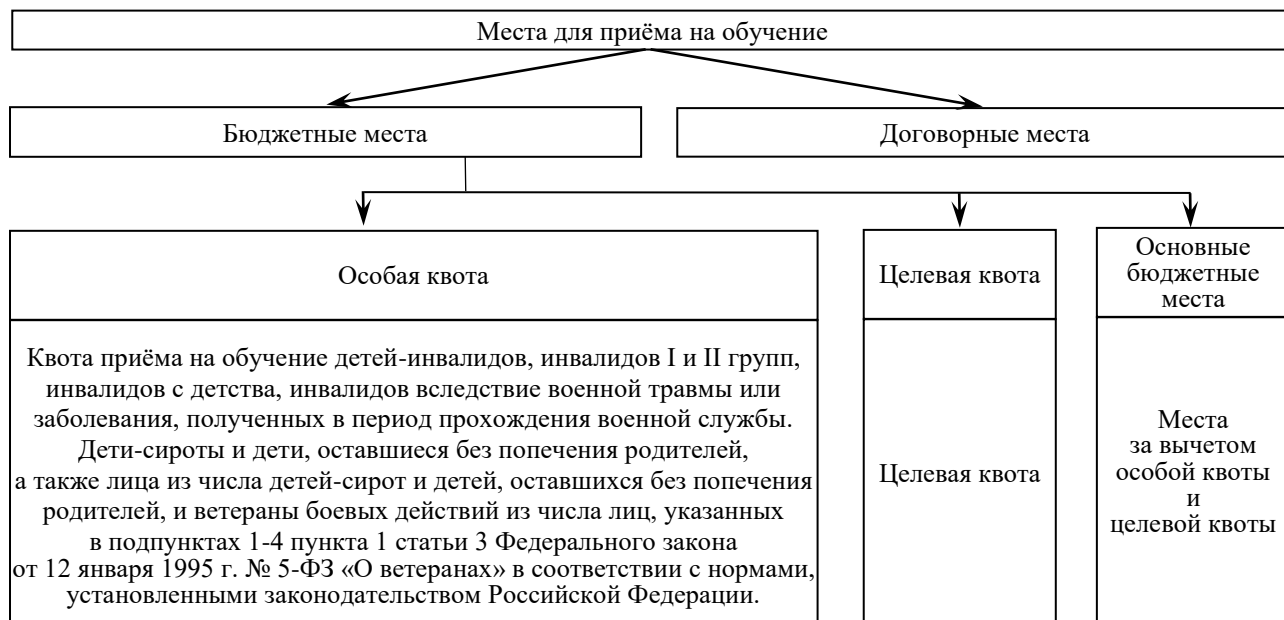 Места для приёма на обучение
Бюджетные места
Договорные места
Особая квота
Целевая квота
Основные
бюджетные
места
Квота приёма на обучение детей-инвалидов, инвалидов I и II групп,
инвалидов с детства, инвалидов вследствие военной травмы или
заболевания, полученных в период прохождения военной службы.
Дети-сироты и дети, оставшиеся без попечения родителей,
а также лица из числа детей-сирот и детей, оставшихся без попечения
родителей, и ветераны боевых действий из числа лиц, указанных
в подпунктах 1-4 пункта 1 статьи 3 Федерального закона
от 12 января 1995 г. № 5-ФЗ «О ветеранах» в соответствии с нормами,
установленными законодательством Российской Федерации.
Целевая квота
Места
за вычетом
особой квоты
и
целевой квоты